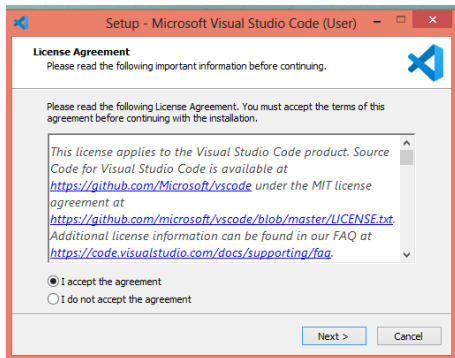 Setup - Microsoft Visual Studio Code (User)
License Agreement
Please read the following important information before continuing.
Please read the following License Agreement. You must accept the terms of this
agreement before continuing with the installation.
This license applies to the Visual Studio Code product. Source
Code for Visual Studio Code is available at
https://github.com/Microsoft/vscode under the MIT license
agreement at
https://github.com/microsoft/vscode/blob/master/LICENSE.txt.
Additional license information can be found in our FAQ at
https://code.visualstudio.com/docs/supporting/faq.
I accept the agreement
I do not accept the agreement
Next >
Cancel